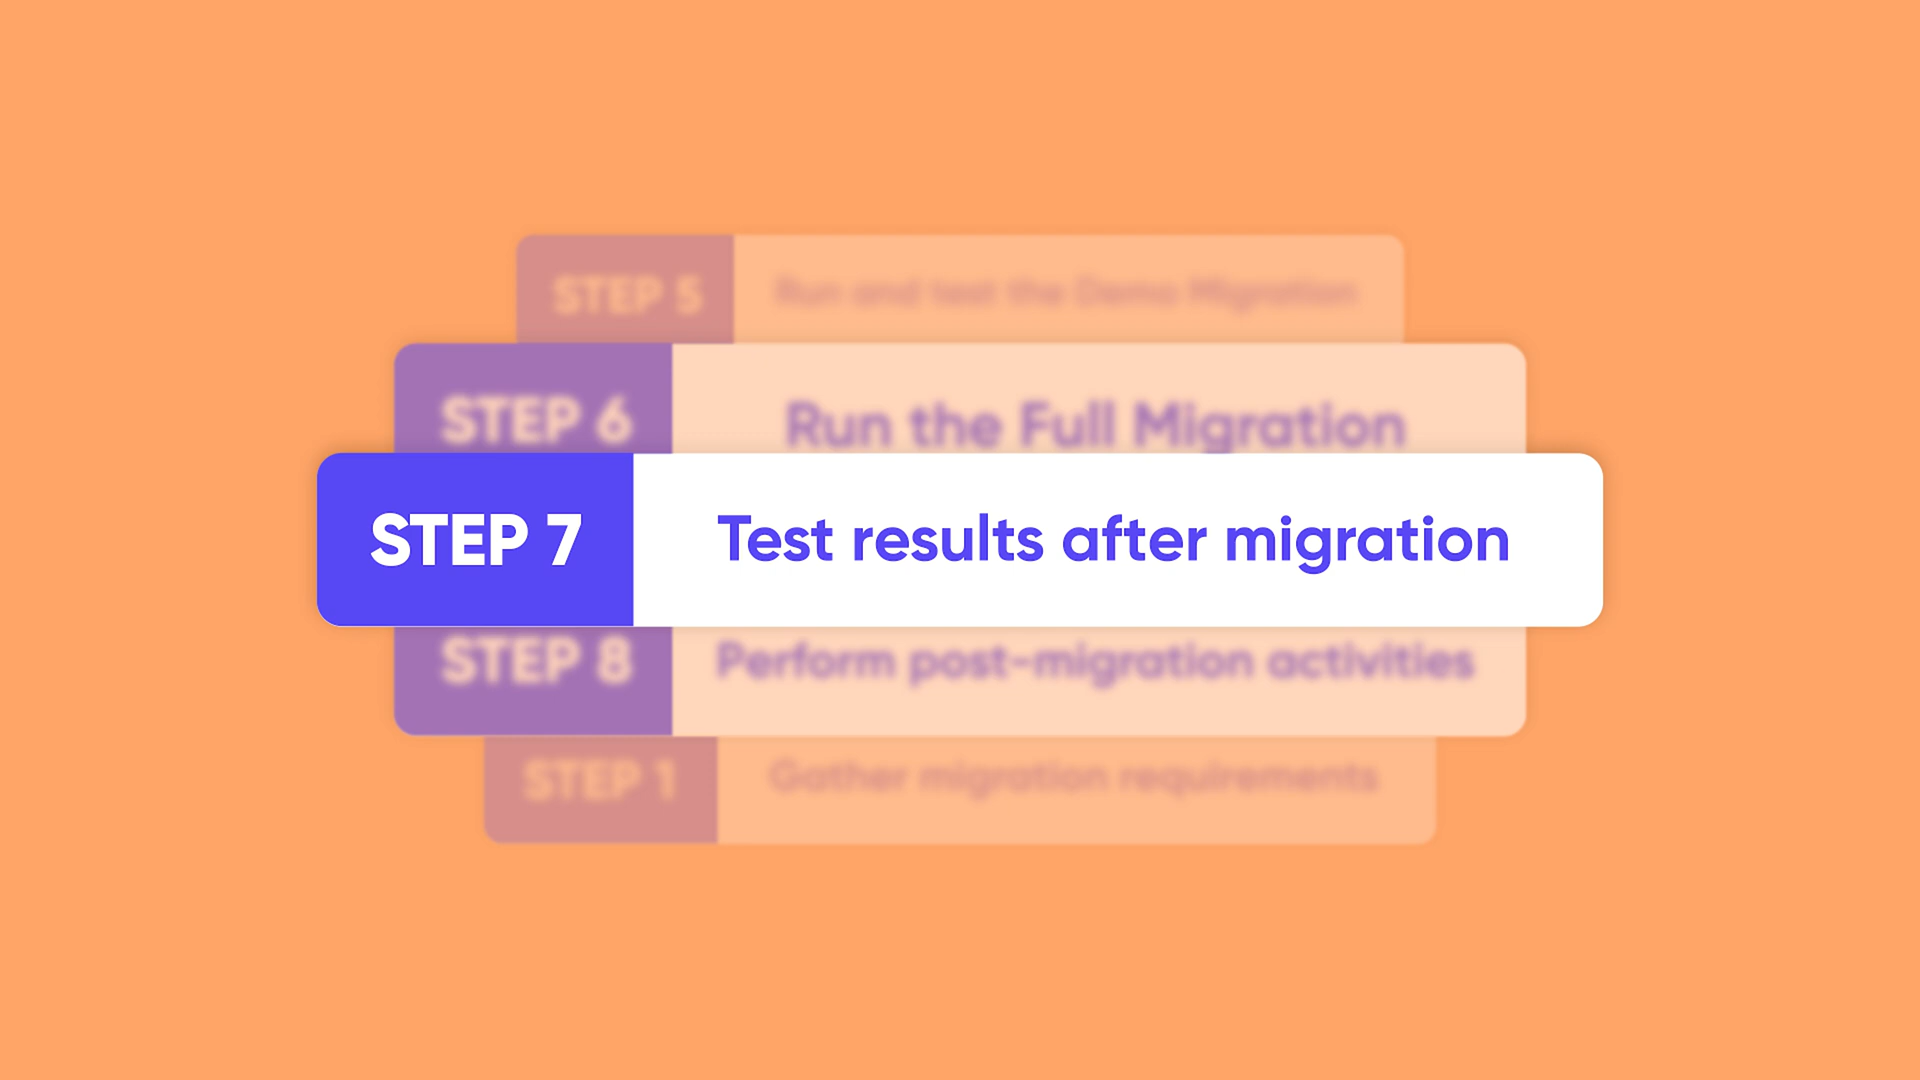 STEP 5 Run and test the Demo Migration
STEP 6 Run the Full Migration
STEP 7 Test results after migration
STEP 8 Perform post-migration activities
STEP 1 Gather migration requirements